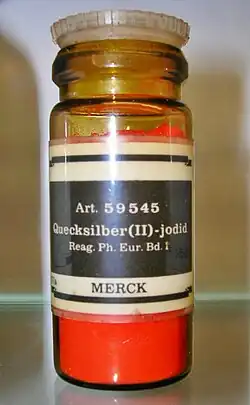 Art. 59545
Quecksilber(II)-jodid
Reag. Ph. Eur. Bd. I
MERCK